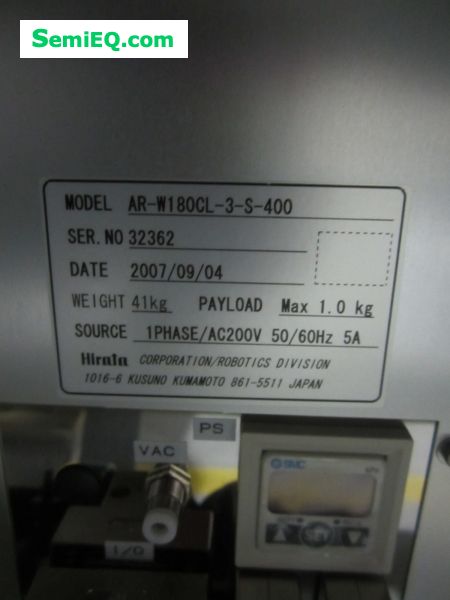 SemiEQ.com
MODEL AR-W180CL-3-S-400
SER.NO 32362
DATE 2007/09/04
WEIGHT 41kg PAYLOAD Max 1.0 kg
SOURCE 1PHASE/AC200V 50/60Hz 5A
Hirata CORPORATION/ROBOTICS DIVISION
1016-6 KUSUNO KUMAMOTO 861-5511 JAPAN
PS
VAC
SMC
I/O